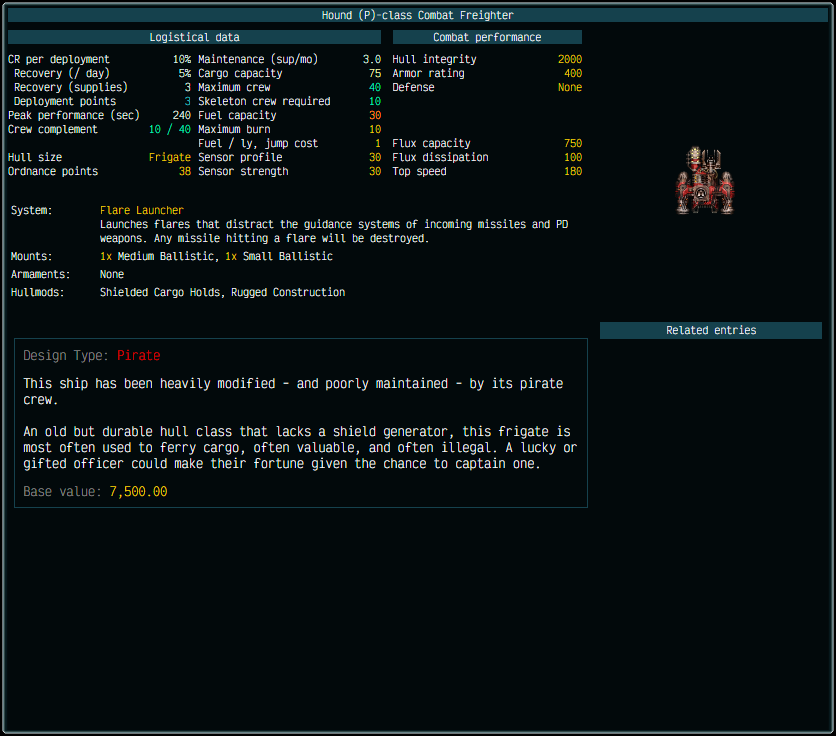 Hound (P)-class Combat Freighter
Logistical data
CR per deployment 10% Maintenance (sup/mo) 3.0
Recovery (/ day) 5% Cargo capacity 75
Recovery (supplies) 3 Maximum crew 40
Deployment points 3 Skeleton crew required 10
Peak performance (sec) 240 Fuel capacity 30
Crew complement 10 / 40 Maximum burn 10
Fuel / ly, jump cost 1
Hull size Frigate Sensor profile 30
Ordnance points 38 Sensor strength 30
Combat performance
Hull integrity 2000
Armor rating 400
Defense None
Flux capacity 750
Flux dissipation 100
Top speed 180
System: Flare Launcher
Launches flares that distract the guidance systems of incoming missiles and PD
weapons. Any missile hitting a flare will be destroyed.
Mounts: 1x Medium Ballistic, 1x Small Ballistic
Armaments: None
Hullmods: Shielded Cargo Holds, Rugged Construction
Related entries
Design Type: Pirate
This ship has been heavily modified - and poorly maintained - by its pirate
crew.
An old but durable hull class that lacks a shield generator, this frigate is
most often used to ferry cargo, often valuable, and often illegal. A lucky or
gifted officer could make their fortune given the chance to captain one.
Base value: 7,500.00